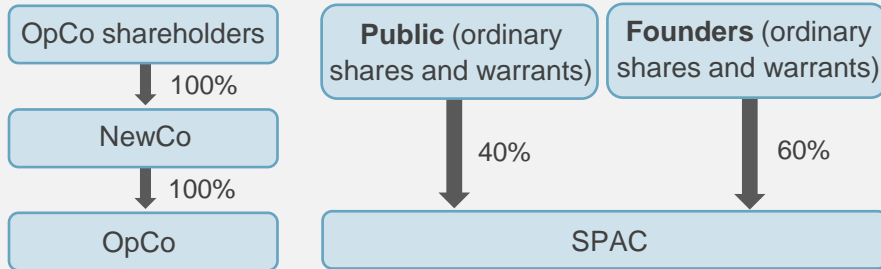 OpCo shareholders
100%
NewCo
100%
OpCo
Public (ordinary
shares and warrants)
Founders (ordinary
shares and warrants)
40%
60%
SPAC